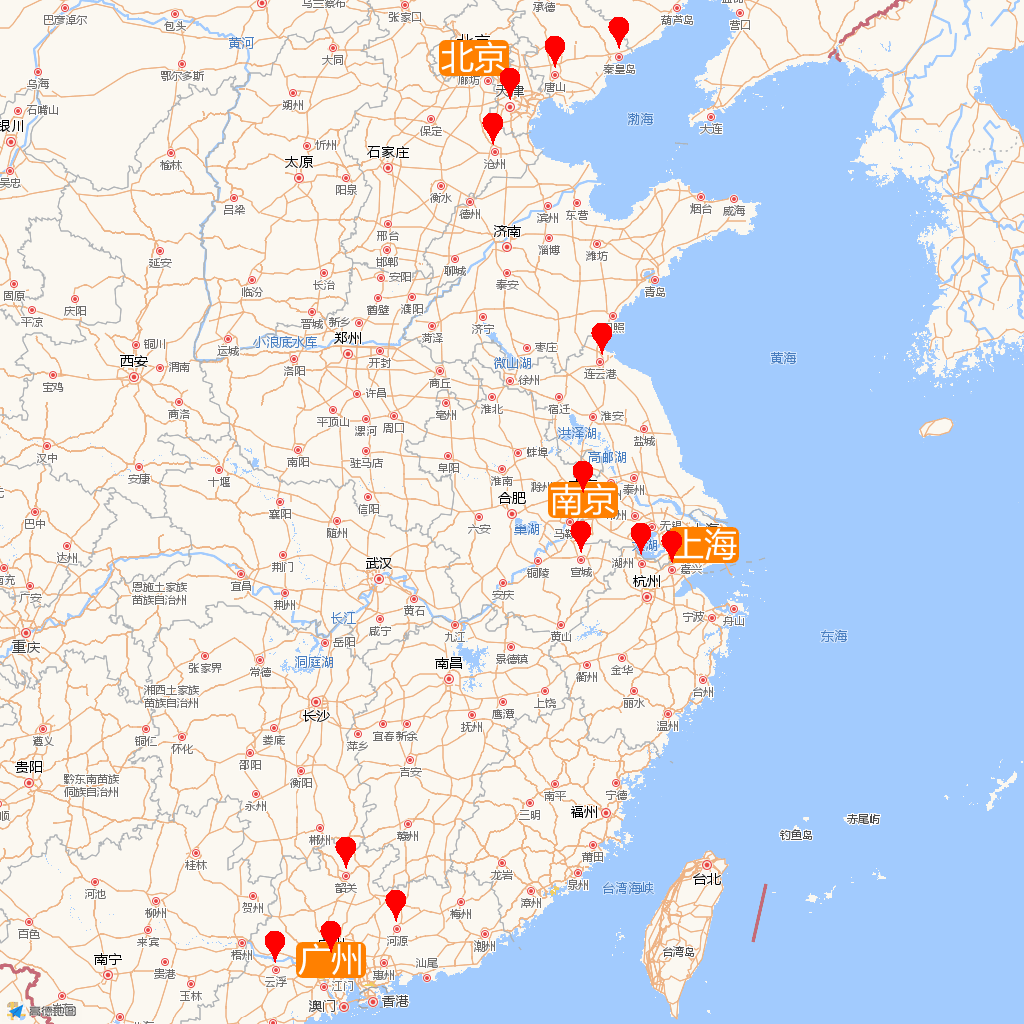 巴彦淖尔
包头
乌兰察布
张家口
承德
葫芦岛
营口
黄河
大同
北京
秦皇岛
唐山
廊坊
天津
鄂尔多斯
乌海
石嘴山
银川
朔州
保定
渤海
大连
忻州
太原
石家庄
沧州
榆林
吴忠
阳泉
衡水
德州
滨州
东营
烟台
威海
吕梁
邢台
济南
淄博
潍坊
延安
邯郸
聊城
安阳
泰安
青岛
固原
庆阳
临汾
长治
鹤壁
濮阳
平凉
晋城
新乡
菏泽
济宁
铜川
运城
小浪底水库
郑州
枣庄
西安
渭南
洛阳
开封
微山湖
连云港
黄海
宝鸡
商丘
徐州
商洛
许昌
亳州
淮北
宿迁
淮安
平顶山
漯河
周口
洪泽湖
盐城
汉中
安康
十堰
南阳
驻马店
阜阳
蚌埠
高邮湖
淮南
滁州
泰州
南京
合肥
襄阳
信阳
巴中
随州
六安
巢湖
无锡
上海
达州
荆门
武汉
铜陵
宣城
湖州
嘉兴
杭州
广安
恩施土家族
苗族自治州
宜昌
荆州
黄石
安庆
长江
咸宁
九江
黄山
宁波
舟山
重庆
岳阳
东海
张家界
常德
洞庭湖
南昌
景德镇
衢州
金华
湘西土家族
苗族自治州
长沙
鹰潭
上饶
丽水
台州
遵义
铜仁
怀化
娄底
萍乡
宜春
新余
抚州
温州
贵阳
黔东南苗族
侗族自治州
邵阳
衡阳
吉安
南平
宁德
永州
三明
福州
郴州
赣州
钓鱼岛
赤尾屿
桂林
韶关
龙岩
莆田
泉州
台湾海峡
台北
河池
柳州
贺州
梅州
漳州
百色
来宾
梧州
河源
潮州
台湾岛
南宁
贵港
云浮
广州
惠州
汕尾
玉林
江门
澳门
香港
北海
高德地图